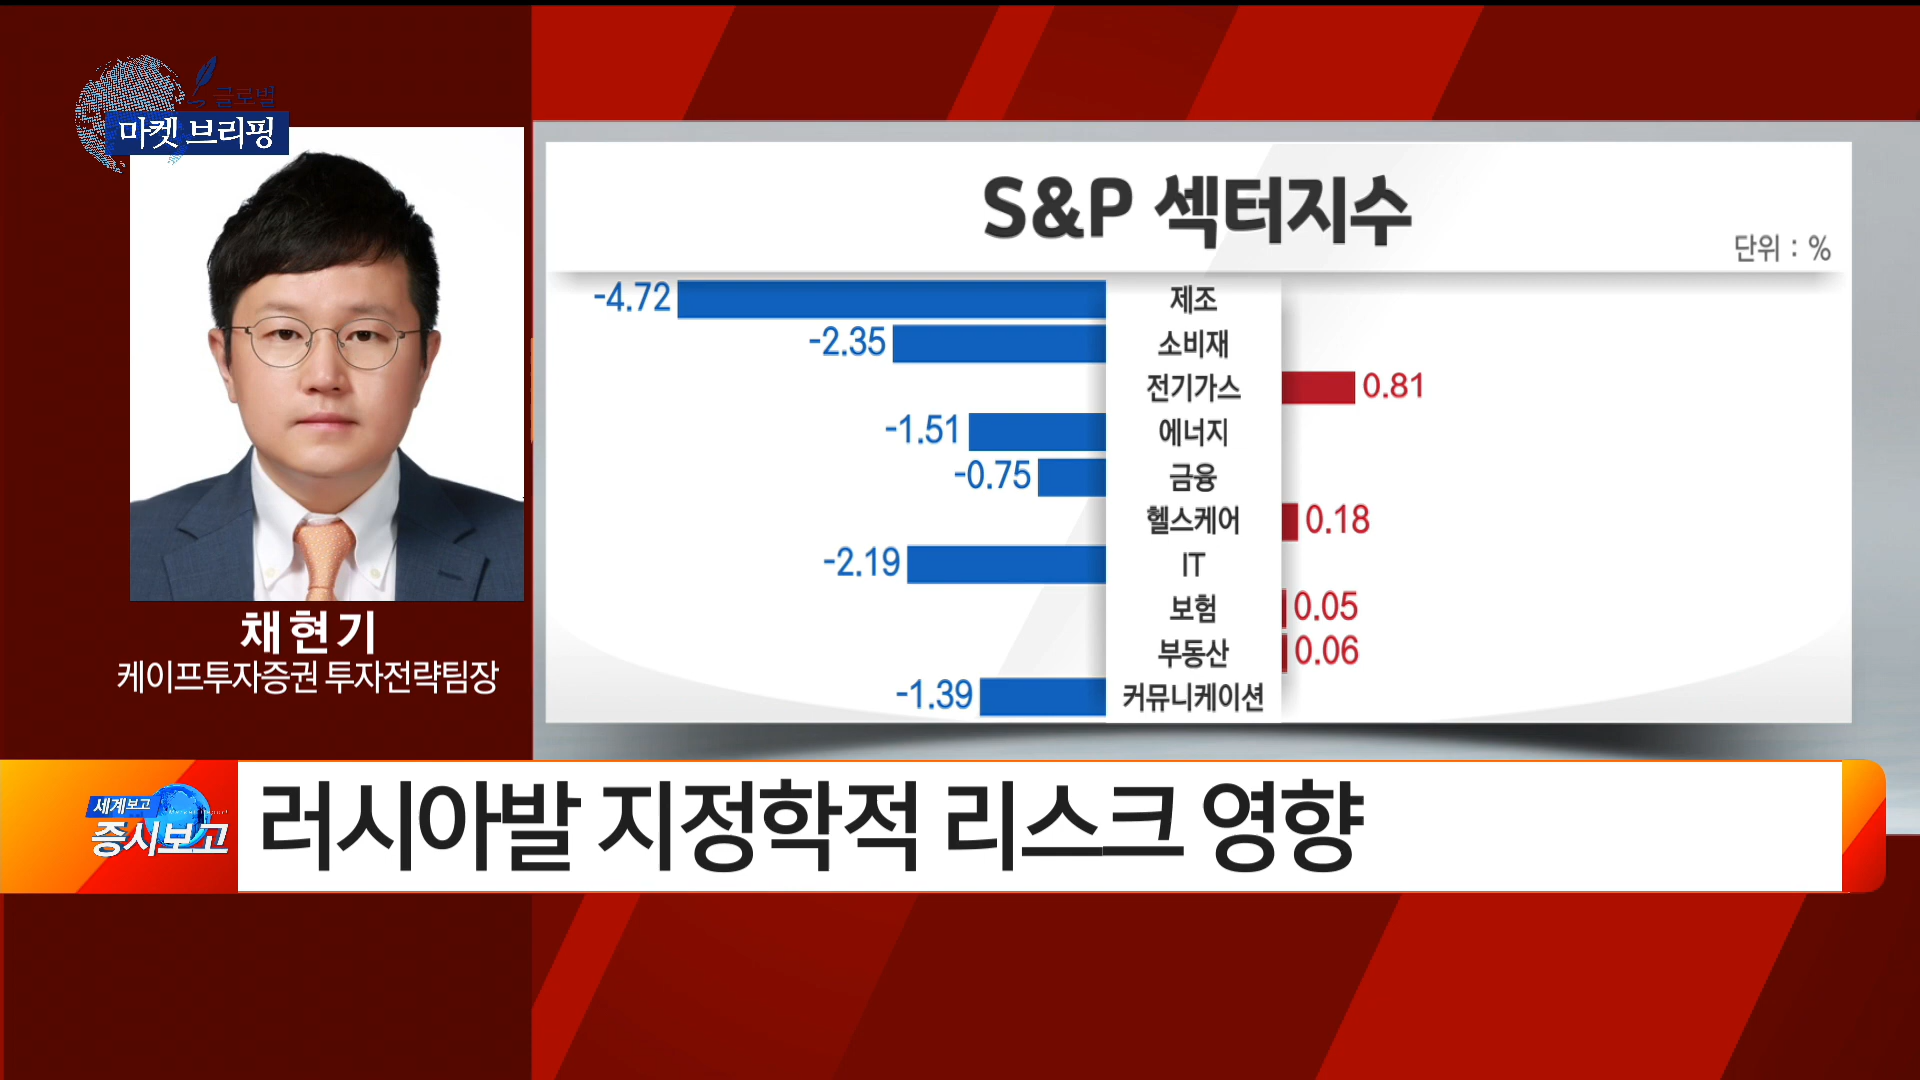 글로벌
마켓 브리핑
S&P 섹터지수
단위 : %
-4.72 제조
-2.35 소비재
전기가스 0.81
-1.51 에너지
-0.75 금융
헬스케어 0.18
-2.19 IT
보험 0.05
부동산 0.06
-1.39 커뮤니케이션
채현기
케이프투자증권 투자전략팀장
세계보고
증시보고
러시아발 지정학적 리스크 영향